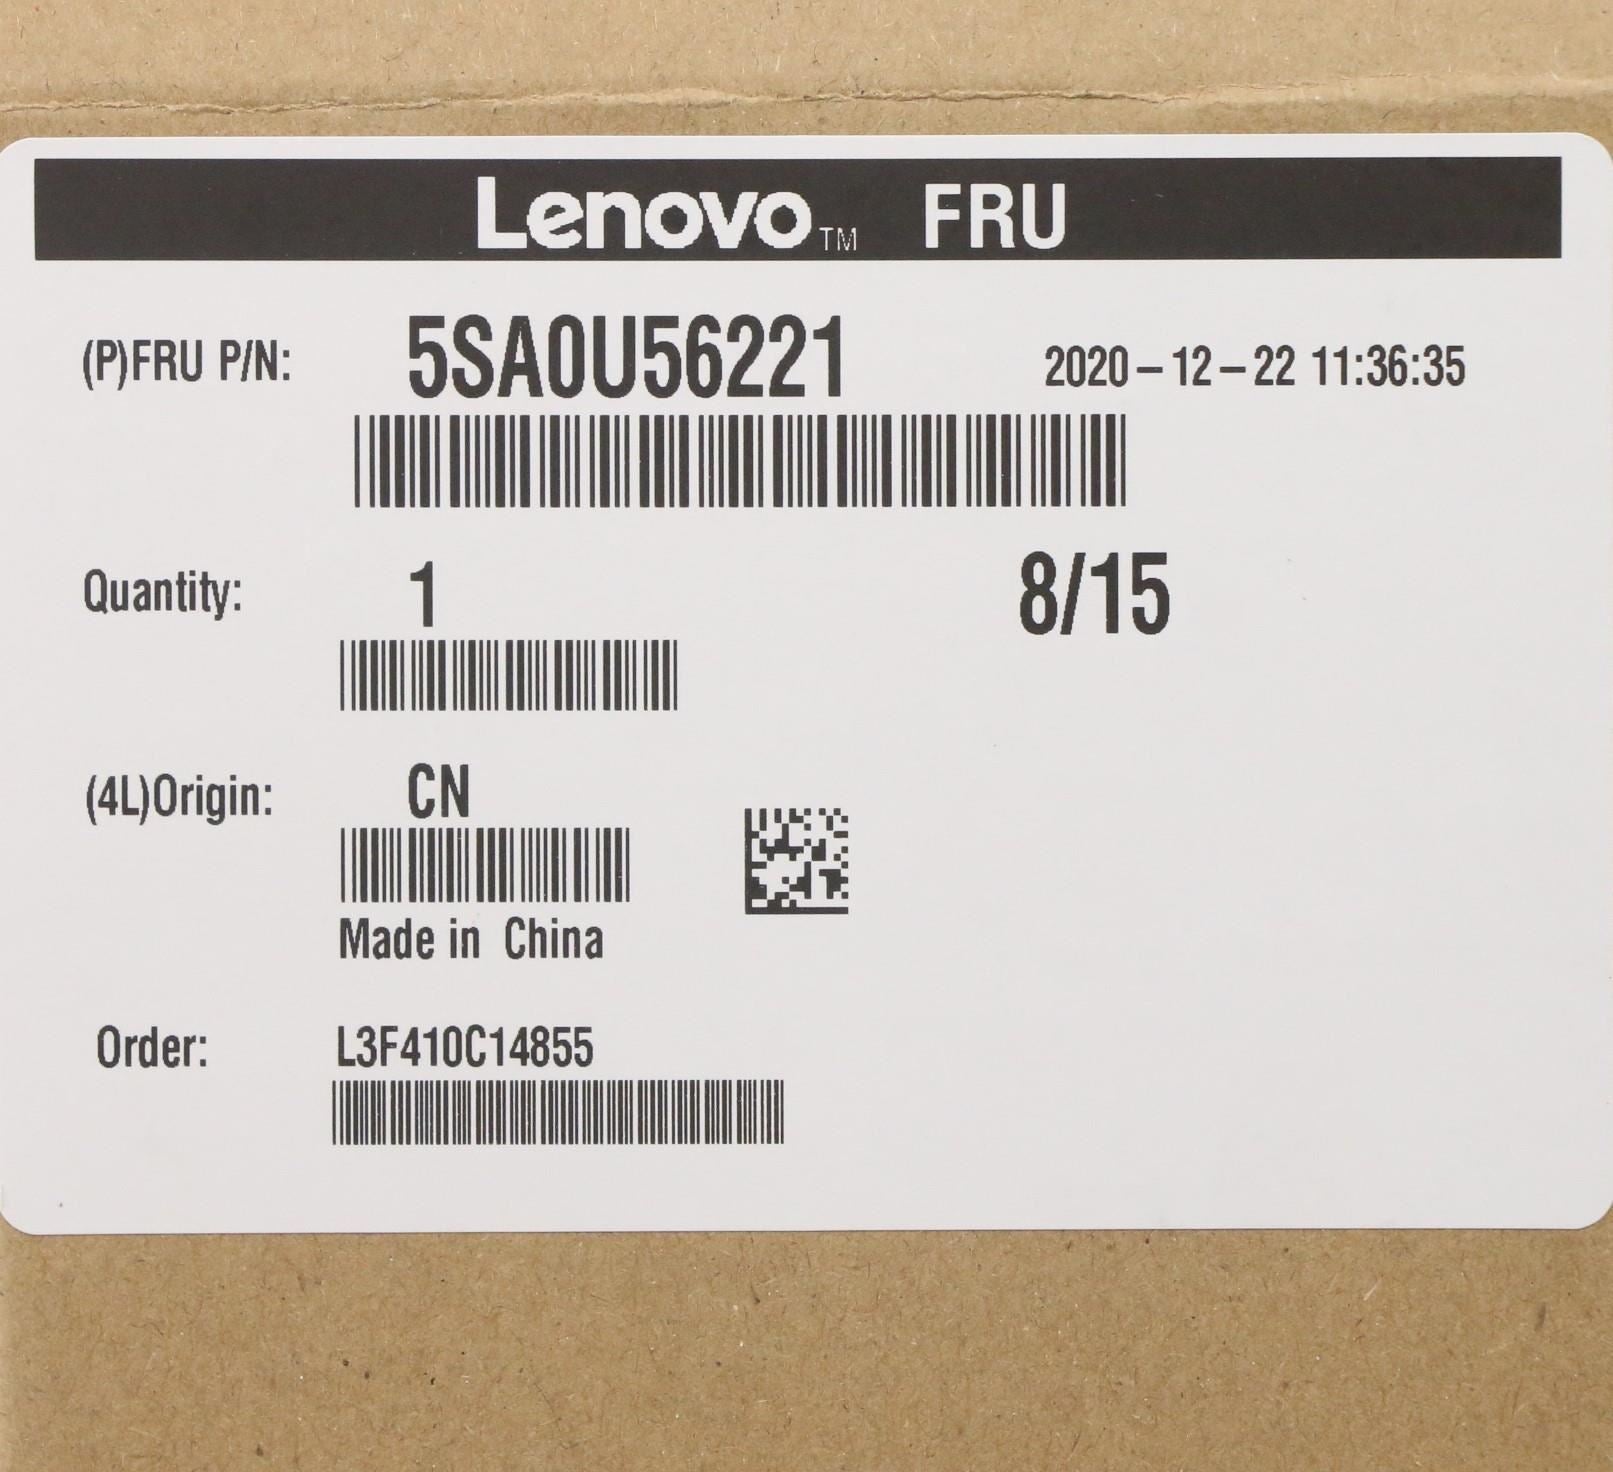 Lenovo™ FRU
(P)FRU P/N: 5SA0U56221 2020-12-22 11:36:35
Quantity: 1 8/15
(4L)Origin: CN
Made in China
Order: L3F410C14855